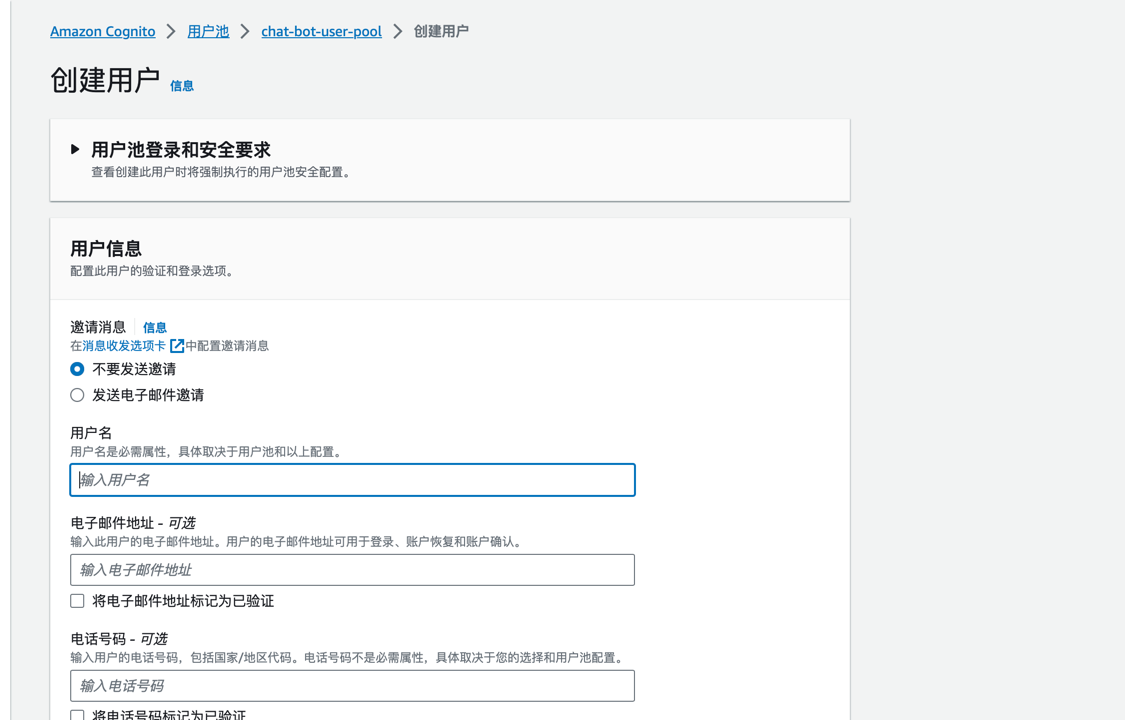 Amazon Cognito > 用户池 > chat-bot-user-pool > 创建用户
创建用户 信息
用户池登录和安全要求
查看创建此用户时将强制执行的用户池安全配置。
用户信息
配置此用户的验证和登录选项。
邀请消息 信息
在消息收发选项卡中配置邀请消息
不要发送邀请
发送电子邮件邀请
用户名
用户名是必需属性，具体取决于用户池和以上配置。
输入用户名
电子邮件地址 - 可选
输入此用户的电子邮件地址。用户的电子邮件地址可用于登录、账户恢复和账户确认。
输入电子邮件地址
将电子邮件地址标记为已验证
电话号码 - 可选
输入用户的电话号码，包括国家/地区代码。电话号码不是必需属性，具体取决于您的选择和用户池配置。
输入电话号码
将电话号码标记为已验证